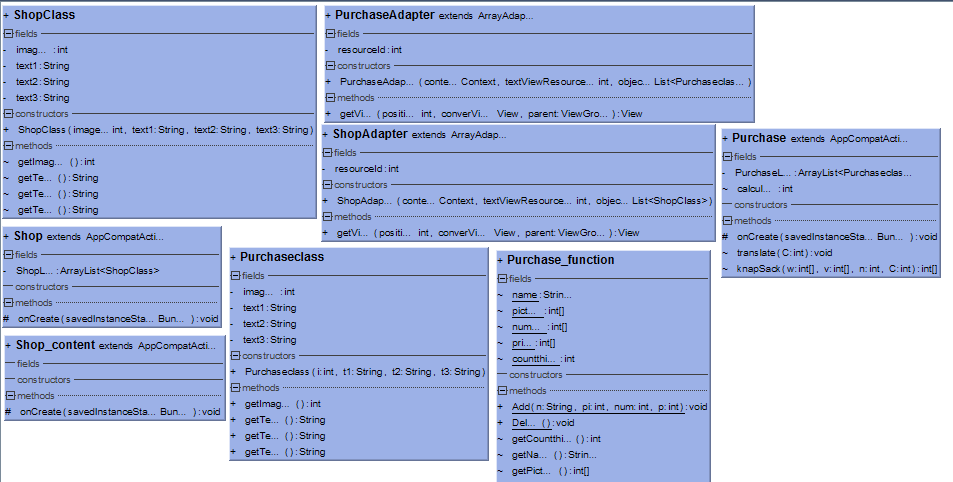 + ShopClass
fields
- imag... : int
- text1: String
- text2: String
- text3: String
constructors
+ ShopClass(image... int, text1: String, text2: String, text3: String)
methods
~ getImag... (): int
~ getTe... (): String
~ getTe... (): String
~ getTe... (): String
+ PurchaseAdapter extends ArrayAdap...
fields
- resourceId: int
constructors
+ PurchaseAdap... (conte... Context, textViewResource... int, objec... List<Purchaseclas...)
methods
+ getVi... (positi... int, converVi... View, parent: ViewGro... ): View
+ ShopAdapter extends ArrayAdap...
fields
- resourceId: int
constructors
+ ShopAdap... (conte... Context, textViewResource... int, objec... List<ShopClass>)
methods
+ getVi... (positi... int, converVi... View, parent: ViewGro... ): View
+ Purchase extends AppCompatActi...
fields
- PurchaseL... : ArrayList<Purchaseclas...
~ calcul... : int
constructors
methods
# onCreate(savedInstanceSta... Bun... ): void
~ translate(C: int): void
~ knapSack(w: int[], v: int[], n: int, C: int): int[]
+ Shop extends AppCompatActi...
fields
- ShopL... : ArrayList<ShopClass>
constructors
methods
# onCreate(savedInstanceSta... Bun... ): void
+ Shop_content extends AppCompatActi...
fields
constructors
methods
# onCreate(savedInstanceSta... Bun... ): void
+ Purchaseclass
fields
- imag... : int
- text1: String
- text2: String
- text3: String
constructors
+ Purchaseclass(i: int, t1: String, t2: String, t3: String)
methods
+ getImag... (): int
+ getTe... (): String
+ getTe... (): String
+ getTe... (): String
+ Purchase_function
fields
~ name: Strin...
~ pict... : int[]
~ num... : int[]
~ pri... : int[]
~ countthi... : int
constructors
methods
+ Add(n: String, pi: int, num: int, p: int): void
+ Del... (): void
~ getCountthi... (): int
~ getNa... (): Strin...
~ getPict... (): int[]